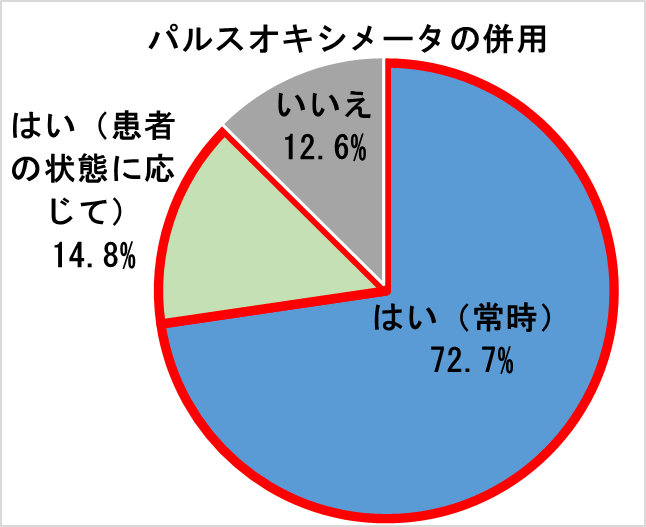 パルスオキシメータの併用
いいえ
12.6%
はい（患者
の状態に応
じて）
14.8%
はい（常時）
72.7%